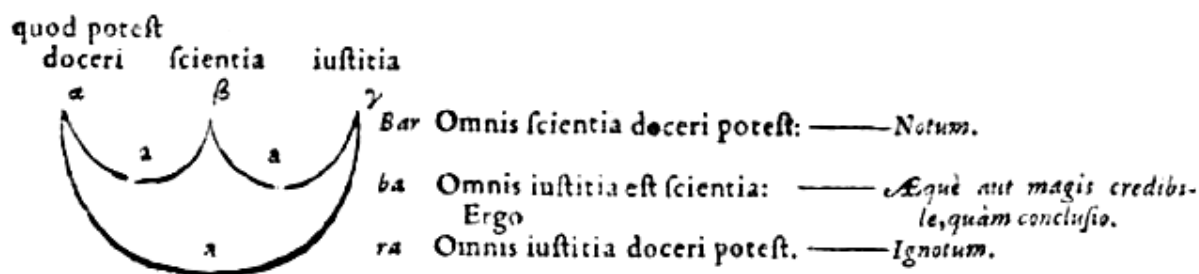 quod poteſt
doceri ſcientia iuſtitia
α β γ
Bar Omnis ſcientia doceri poteſt: Notum.
a a
ba Omnis iuſtitia eſt ſcientia: Æquè aut magis credibi-
Ergo le, quàm concluſio.
a ra Omnis iuſtitia doceri poteſt. Ignotum.